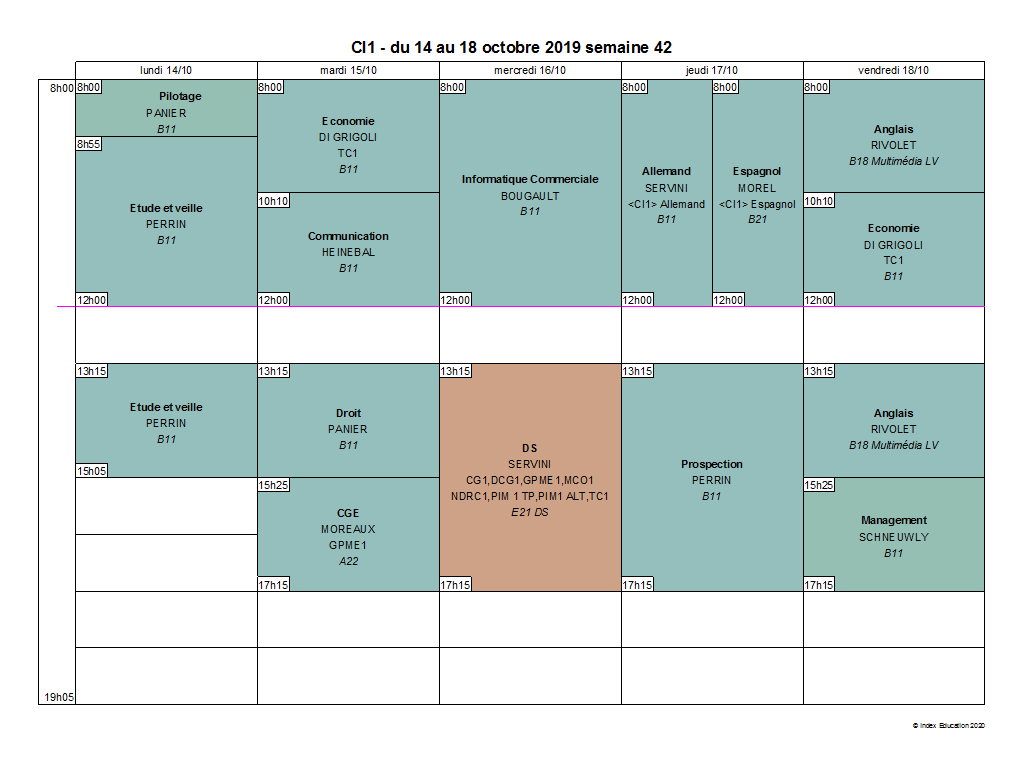 CI1 - du 14 au 18 octobre 2019 semaine 42
lundi 14/10
mardi 15/10
mercredi 16/10
jeudi 17/10
vendredi 18/10
8h00
8h00
Pilotage
PANIER
B11
8h55
Etude et veille
PERRIN
B11
12h00
13h15
Etude et veille
PERRIN
B11
15h05
8h00
Economie
DI GRIGOLI
TC1
B11
10h10
Communication
HEINEBAL
B11
12h00
13h15
Droit
PANIER
B11
15h25
CGE
MOREAUX
GPME1
A22
17h15
8h00
Informatique Commerciale
BOUGAULT
B11
12h00
13h15
DS
SERVINI
CG1,DCG1,GPME1,MCO1
NDRC1,PIM 1 TP,PIM1 ALT,TC1
E21 DS
17h15
8h00
Allemand
SERVINI
<CI1> Allemand
B11
12h00
8h00
Espagnol
MOREL
<CI1> Espagnol
B21
12h00
13h15
Prospection
PERRIN
B11
17h15
8h00
Anglais
RIVOLET
B18 Multimédia LV
10h10
Economie
DI GRIGOLI
TC1
B11
12h00
13h15
Anglais
RIVOLET
B18 Multimédia LV
15h25
Management
SCHNEUWLY
B11
17h15
19h05
© Index Education 2020